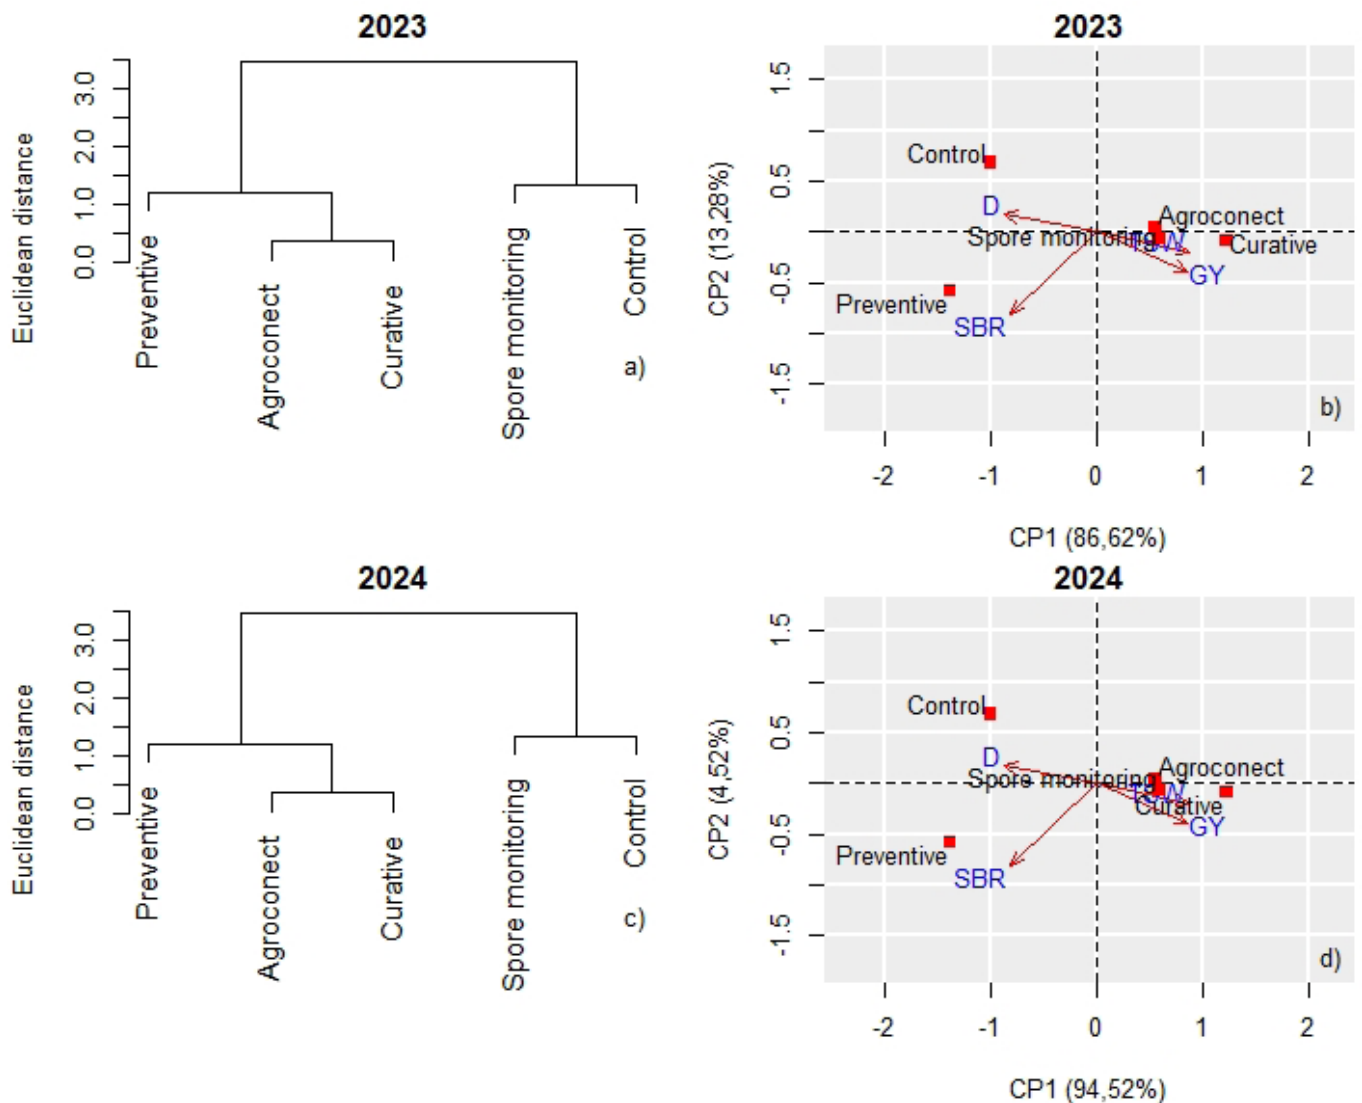 2023
Euclidean distance
0.0 1.0 2.0 3.0
Preventive
Agroconect
Curative
Spore monitoring
Control
a)
2023
CP2 (13,28%)
-1.5 -0.5 0.5 1.5
Control
D
Agroconect
Spore monitoring
Curative
GY
Preventive
SBR
b)
-2 -1 0 1 2
CP1 (86,62%)
2024
Euclidean distance
0.0 1.0 2.0 3.0
Preventive
Agroconect
Curative
Spore monitoring
Control
c)
2024
CP2 (4,52%)
-1.5 -0.5 0.5 1.5
Control
D
Agroconect
Spore monitoring
Curative
GY
Preventive
SBR
d)
-2 -1 0 1 2
CP1 (94,52%)